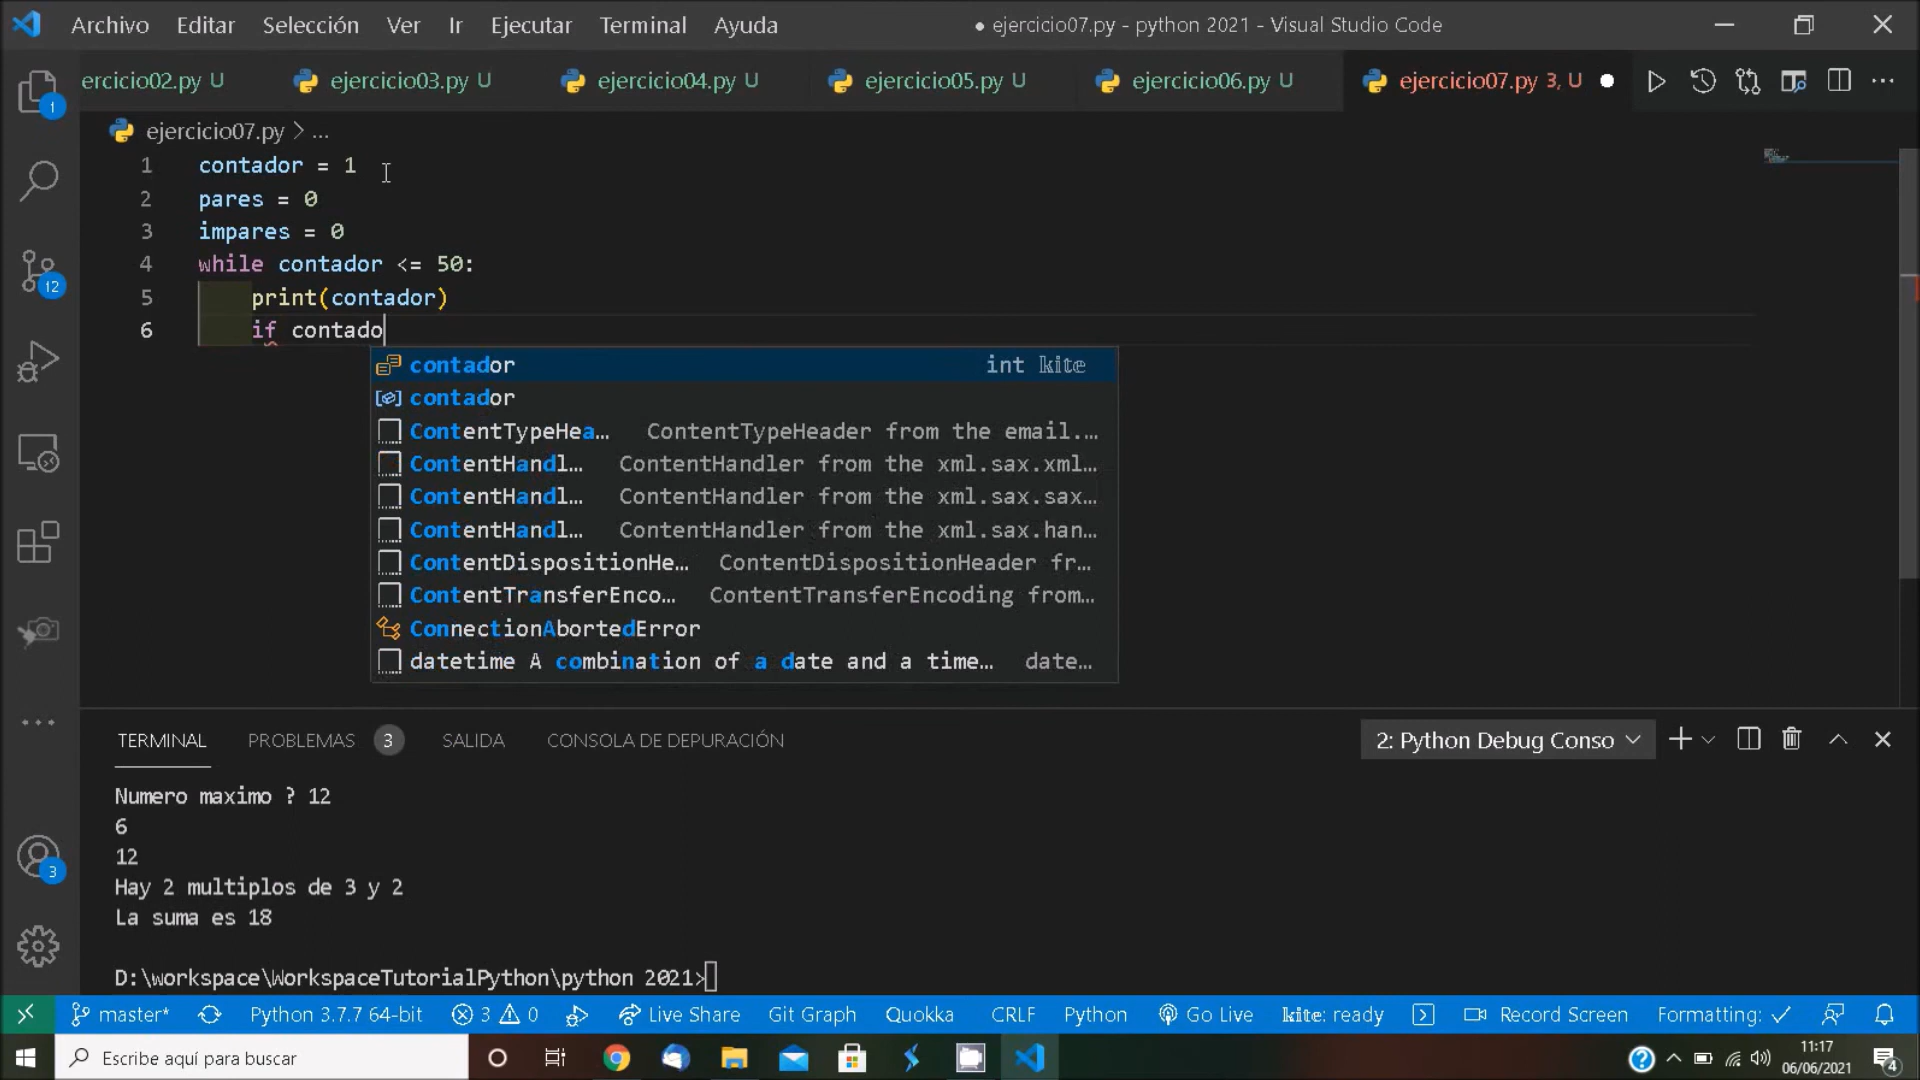 Archivo Editar Selección Ver Ir Ejecutar Terminal Ayuda
● ejercicio07.py - python 2021 - Visual Studio Code
ercicio02.py U ejercicio03.py U ejercicio04.py U ejercicio05.py U ejercicio06.py U ejercicio07.py 3, U
1
ejercicio07.py > ...
1 contador = 1
2 pares = 0
3 impares = 0
4 while contador <= 50:
5 print(contador)
6 if contado
12
contador int kite
contador
ContentTypeHea… ContentTypeHeader from the email.…
ContentHandl… ContentHandler from the xml.sax.xml…
ContentHandl… ContentHandler from the xml.sax.sax…
ContentHandl… ContentHandler from the xml.sax.han…
ContentDispositionHe… ContentDispositionHeader fr…
ContentTransferEnco… ContentTransferEncoding from…
ConnectionAbortedError
datetime A combination of a date and a time… date…
TERMINAL PROBLEMAS 3 SALIDA CONSOLA DE DEPURACIÓN
2: Python Debug Conso
Numero maximo ? 12
6
12
Hay 2 multiplos de 3 y 2
La suma es 18
3
D:\workspace\WorkspaceTutorialPython\python 2021>
master* Python 3.7.7 64-bit 3 0 Live Share Git Graph Quokka CRLF Python Go Live kite: ready Record Screen Formatting: ✓
Escribe aquí para buscar
11:17
06/06/2021
4